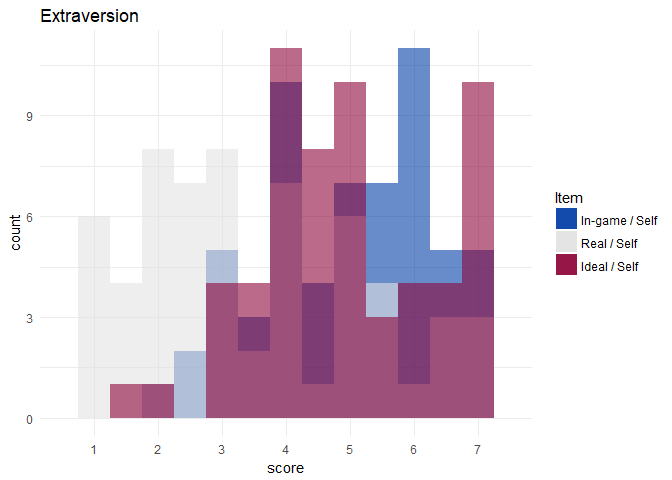 Extraversion
9
6
3
0
count
1
2
3
4
5
6
7
score
Item
In-game / Self
Real / Self
Ideal / Self